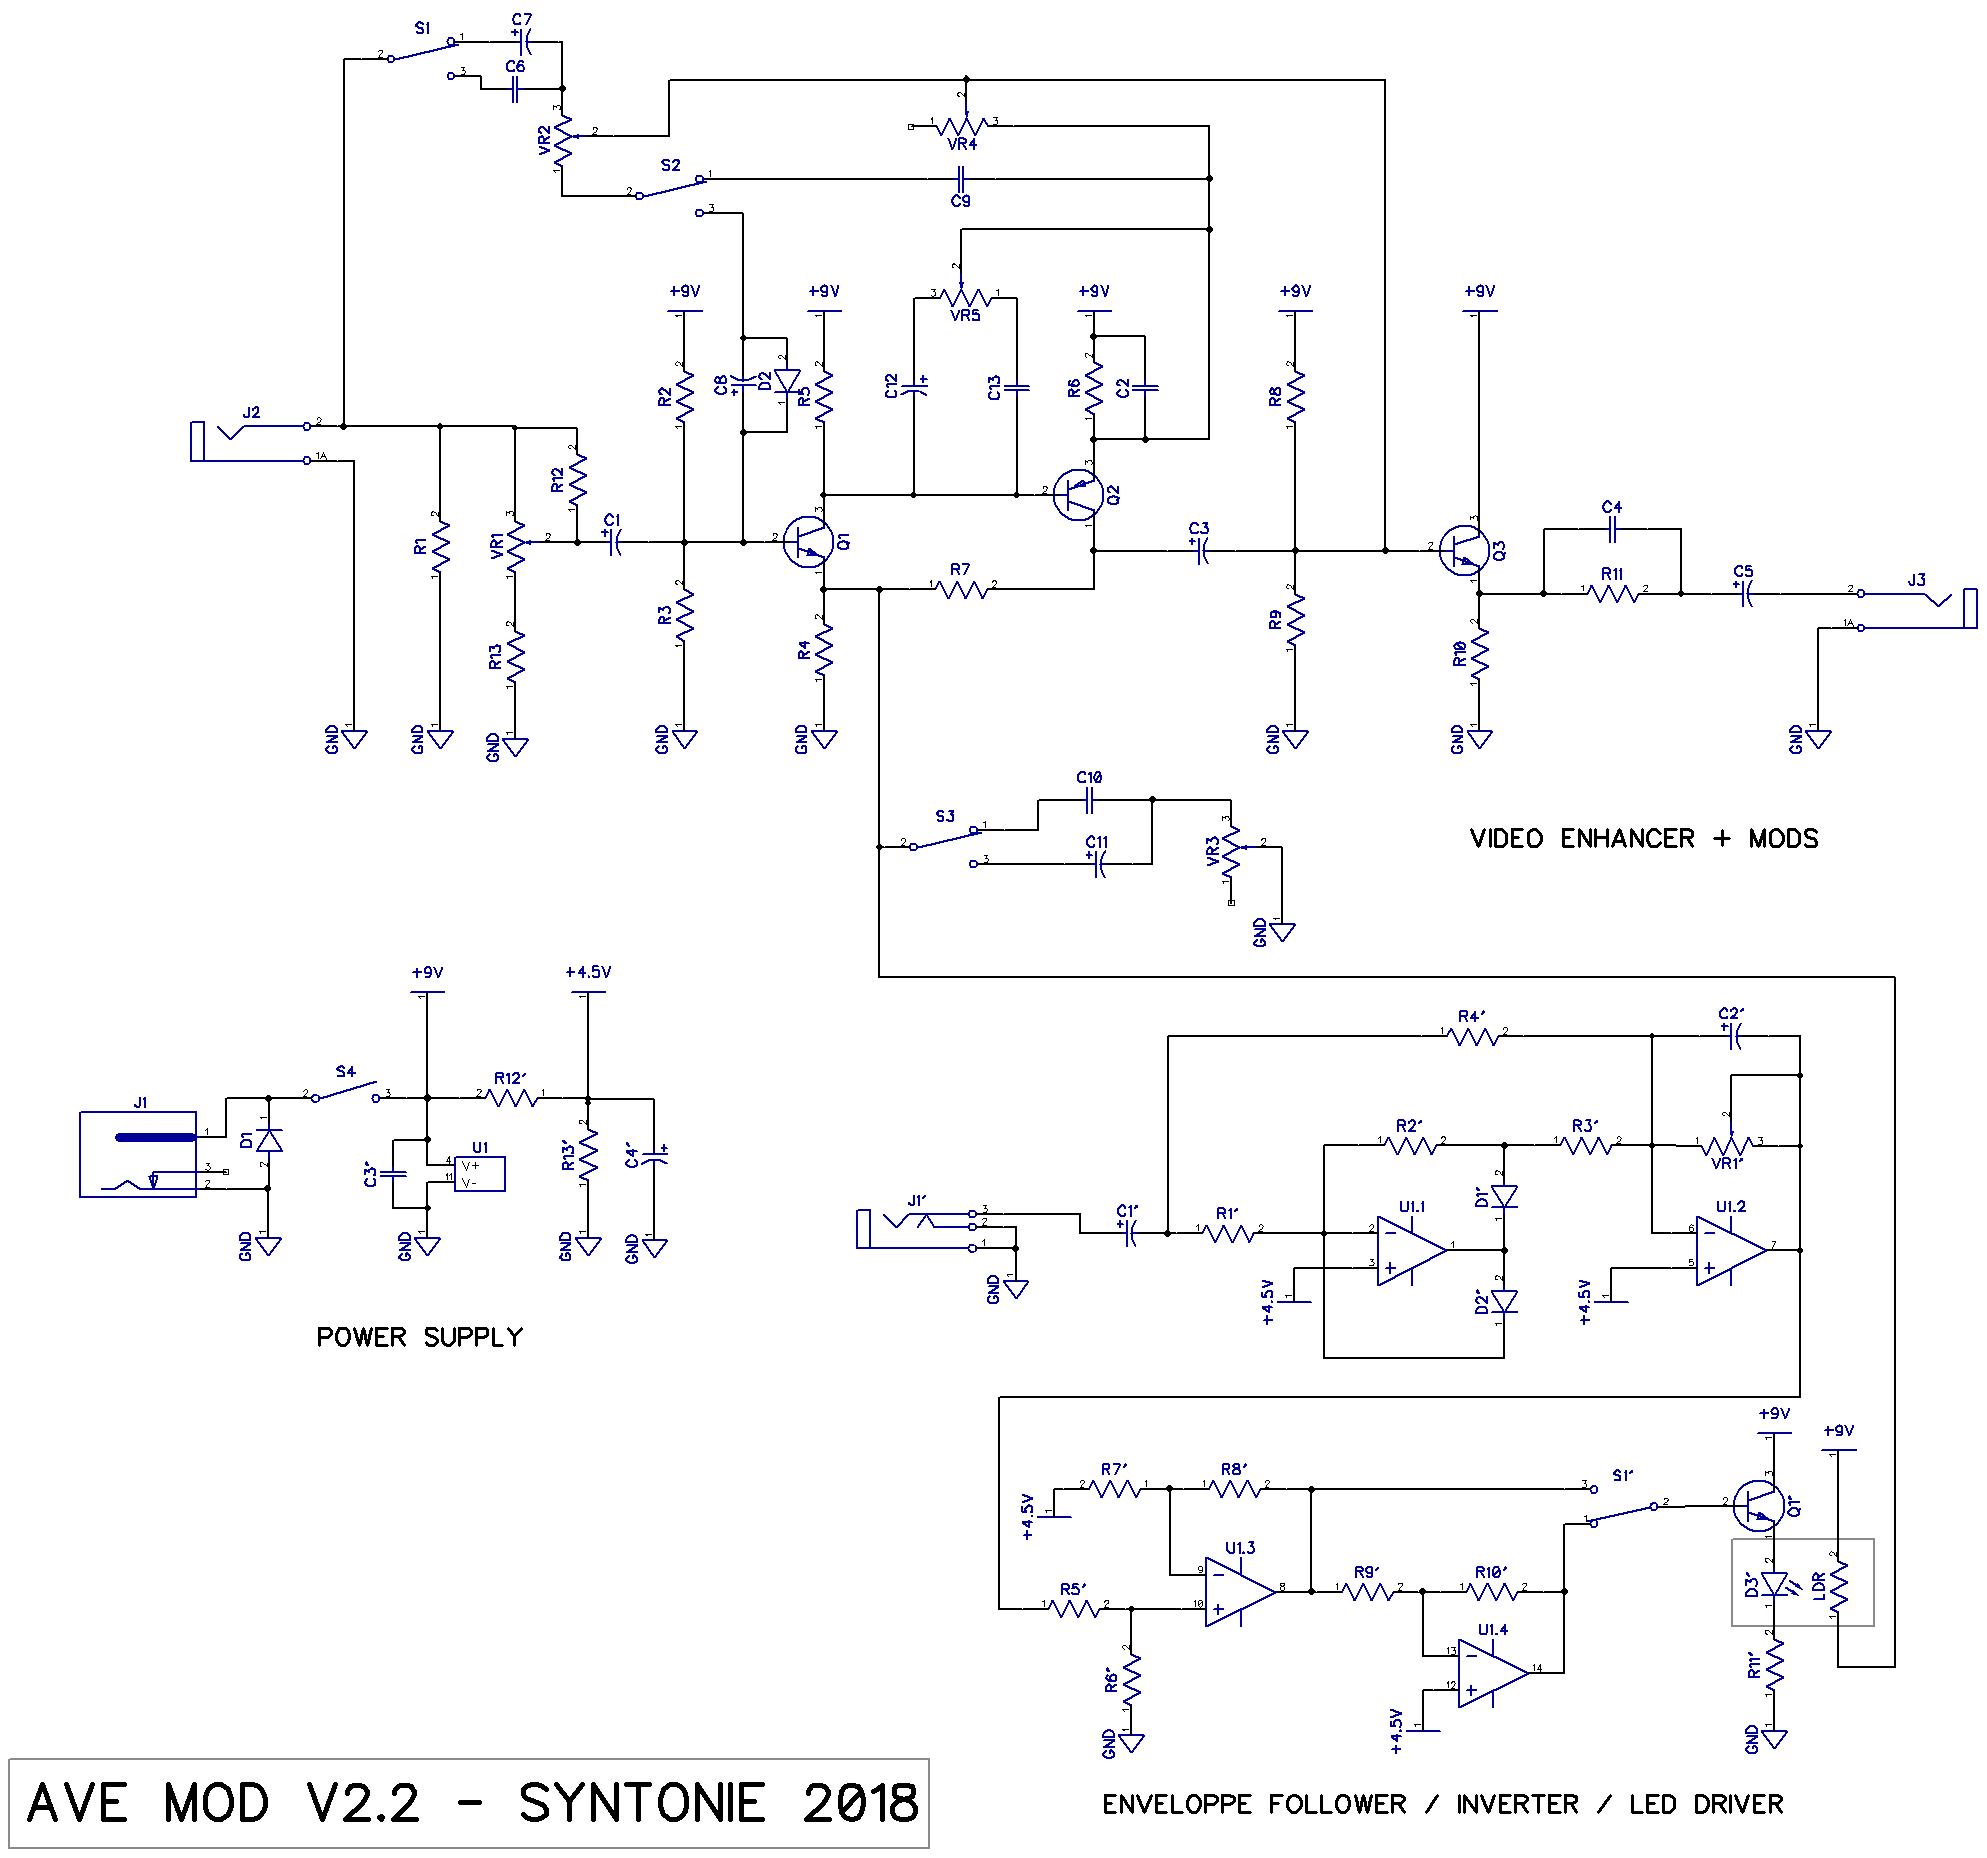 S1
C7
C6
VR2
S2
VR4
C9
VR5
+9V
+9V
+9V
+9V
+9V
R2
C8
D2
R5
C12
C13
R6
C2
R8
J2
R12
C1
R1
VR1
R13
R3
Q1
R4
R7
Q2
C3
R9
Q3
R10
C4
R11
C5
J3
GND
GND
GND
GND
GND
GND
GND
GND
S3
C10
C11
VR3
GND
VIDEO ENHANCER + MODS
+9V
+4.5V
S4
J1
D1
R12'
C3'
U1
V+
V-
R13'
C4'
GND
GND
GND
GND
POWER SUPPLY
R4'
C2'
R2'
R3'
VR1'
J1'
C1'
R1'
U1.1
D1'
D2'
U1.2
+4.5V
+4.5V
GND
+9V
+9V
R7'
R8'
S1'
Q1'
+4.5V
U1.3
R5'
R6'
R9'
R10'
U1.4
+4.5V
D3'
LDR
R11'
GND
GND
AVE MOD V2.2 - SYNTONIE 2018
ENVELOPPE FOLLOWER / INVERTER / LED DRIVER